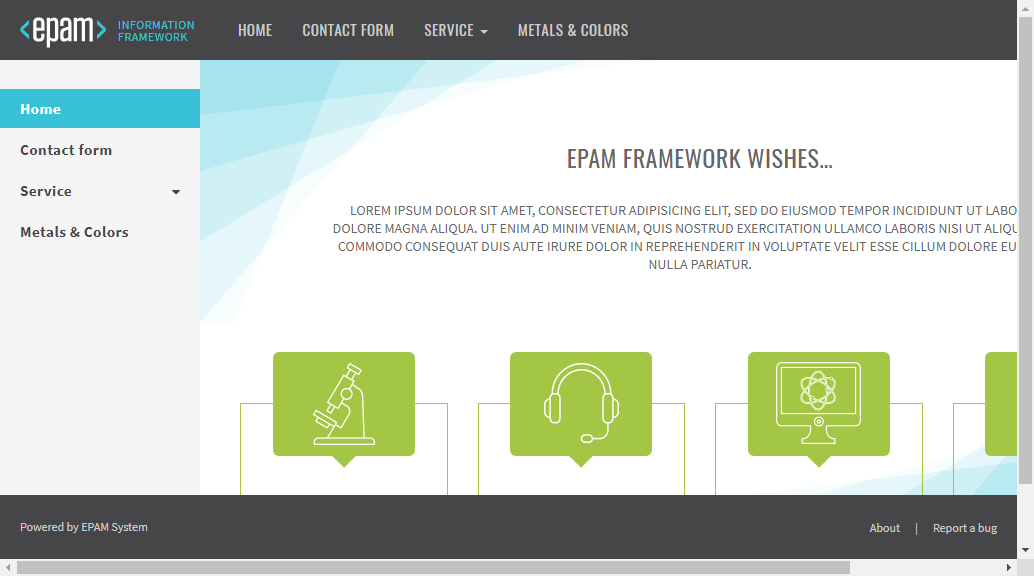 <epam> INFORMATION
FRAMEWORK
HOME CONTACT FORM SERVICE METALS & COLORS
Home
Contact form
Service
Metals & Colors
EPAM FRAMEWORK WISHES...
LOREM IPSUM DOLOR SIT AMET, CONSECTETUR ADIPISICING ELIT, SED DO EIUSMOD TEMPOR INCIDIDUNT UT LABO
DOLORE MAGNA ALIQUA. UT ENIM AD MINIM VENIAM, QUIS NOSTRUD EXERCITATION ULLAMCO LABORIS NISI UT ALIQU
COMMODO CONSEQUAT DUIS AUTE IRURE DOLOR IN REPREHENDERIT IN VOLUPTATE VELIT ESSE CILLUM DOLORE EU
NULLA PARIATUR.
Powered by EPAM System
About | Report a bug